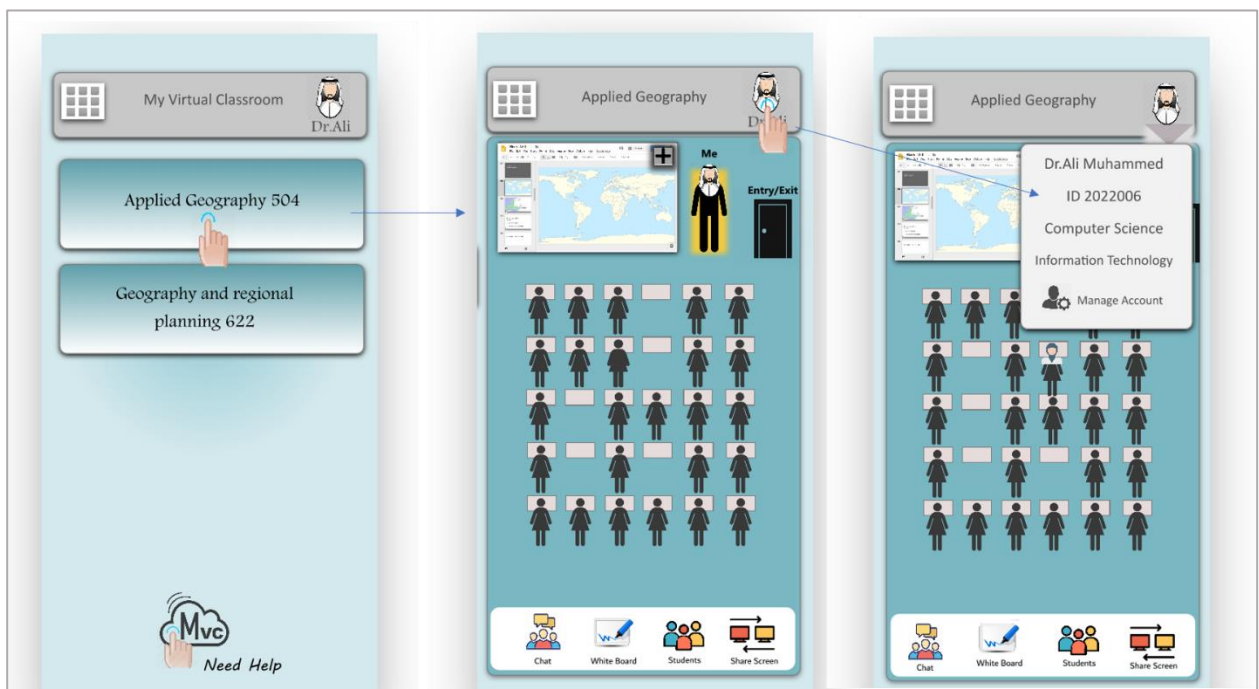 My Virtual Classroom
Dr.Ali
Applied Geography 504
Geography and regional
planning 622
Mvc
Need Help
Applied Geography
Dr.Ali
Me
Entry/Exit
Chat
White Board
Students
Share Screen
Applied Geography
Dr.Ali Muhammed
ID 2022006
Computer Science
Information Technology
Manage Account
Chat
White Board
Students
Share Screen